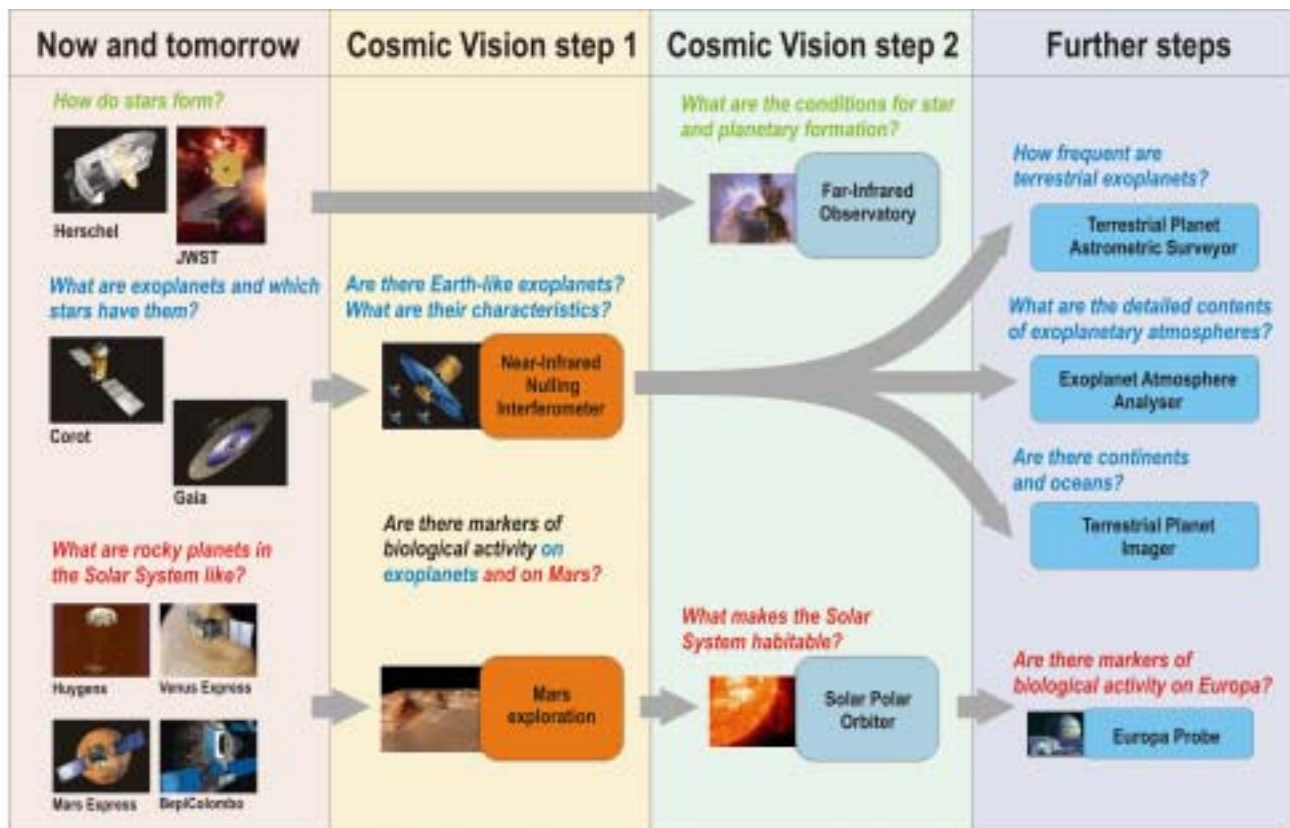 Now and tomorrow
How do stars form?
Herschel
JWST
What are exoplanets and which
stars have them?
Corot
Gaia
What are rocky planets in
the Solar System like?
Huygens
Venus Express
Mars Express
BepiColombo
Cosmic Vision step 1
Are there Earth-like exoplanets?
What are their characteristics?
Near-Infrared
Nulling
Interferometer
Are there markers of
biological activity on
exoplanets and on Mars?
Mars
exploration
Cosmic Vision step 2
What are the conditions for star
and planetary formation?
Far-Infrared
Observatory
What makes the Solar
System habitable?
Solar Polar
Orbiter
Further steps
How frequent are
terrestrial exoplanets?
Terrestrial Planet
Astrometric Surveyor
What are the detailed contents
of exoplanetary atmospheres?
Exoplanet Atmosphere
Analyser
Are there continents
and oceans?
Terrestrial Planet
Imager
Are there markers of
biological activity on Europa?
Europa Probe